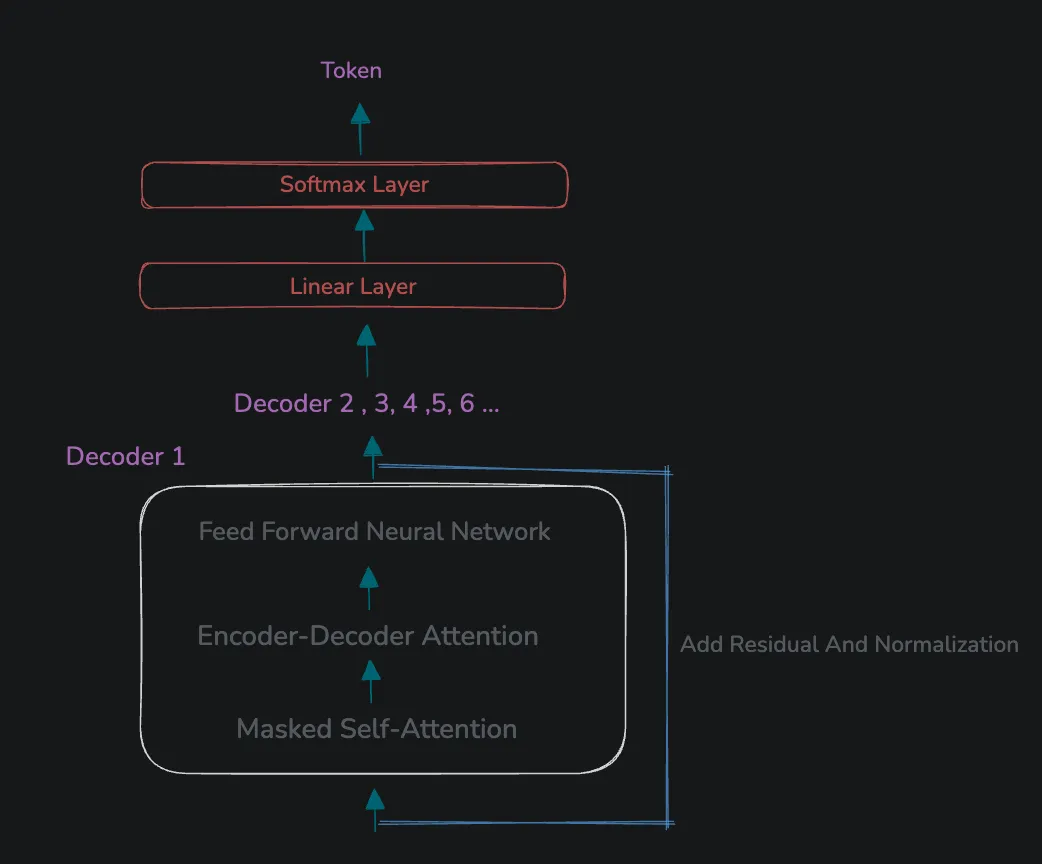 Token
Softmax Layer
Linear Layer
Decoder 2 , 3, 4 ,5, 6 ...
Decoder 1
Feed Forward Neural Network
Encoder-Decoder Attention
Add Residual And Normalization
Masked Self-Attention